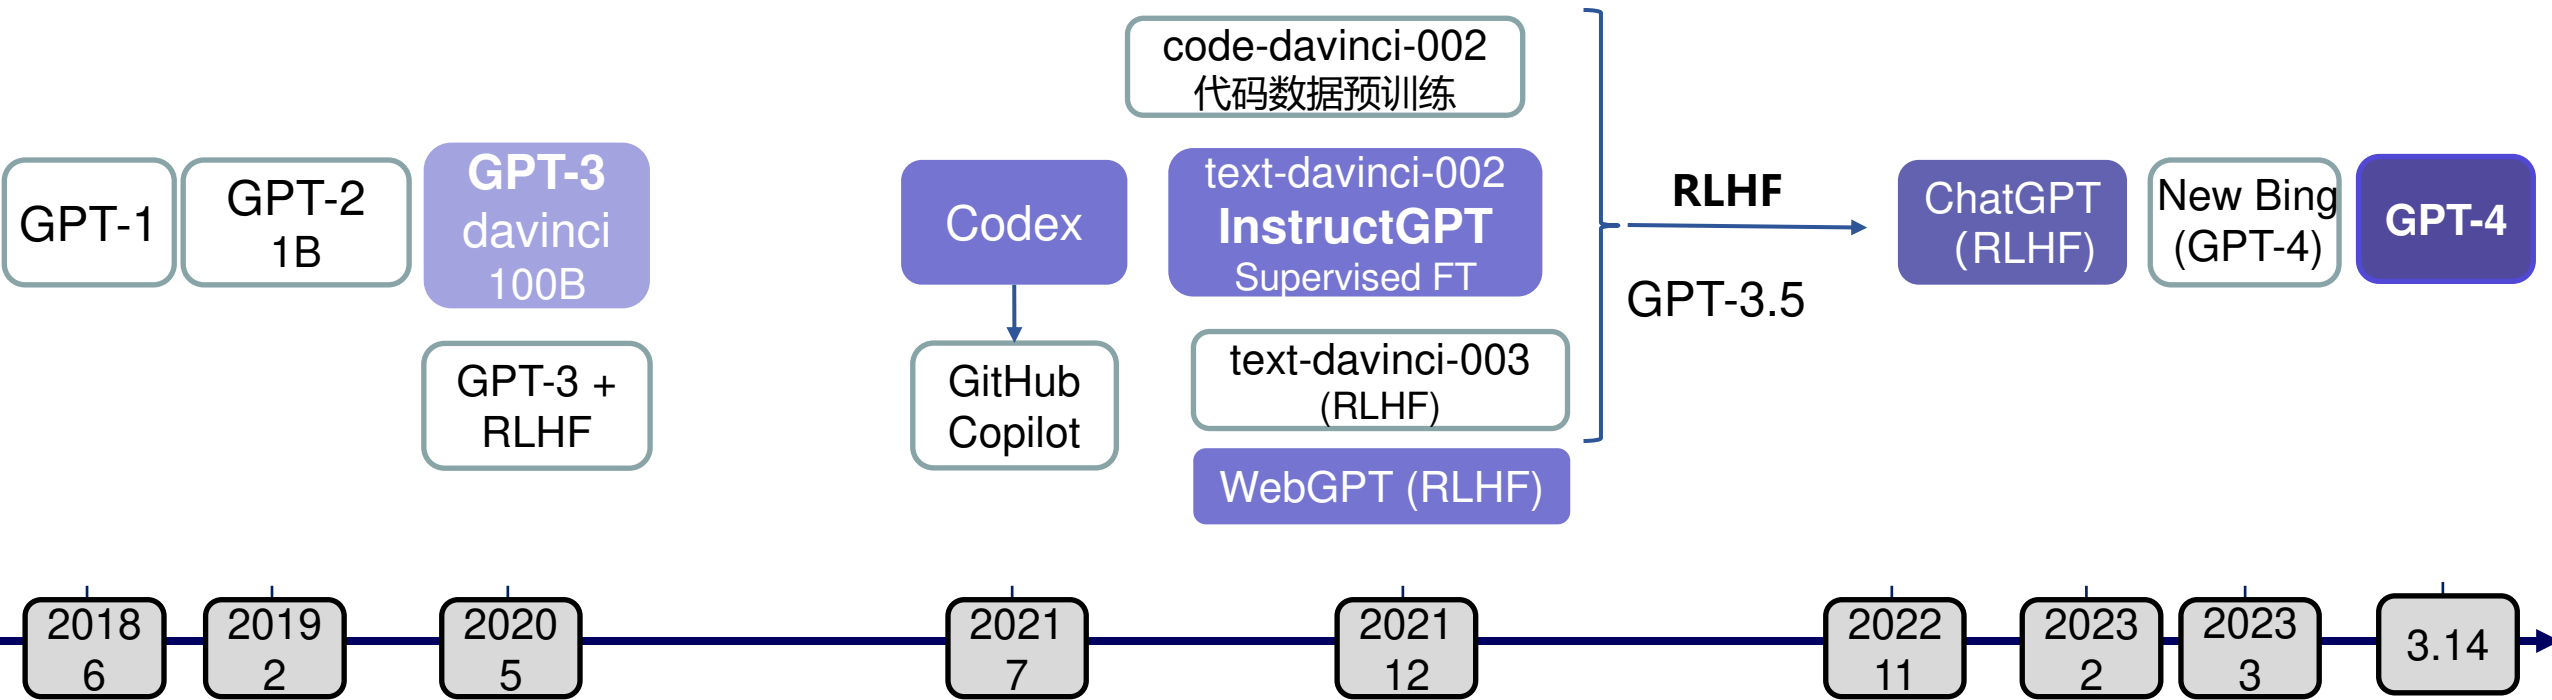 GPT-1
GPT-2
1B
GPT-3
davinci
100B
GPT-3 +
RLHF
Codex
GitHub
Copilot
code-davinci-002
代码数据预训练
text-davinci-002
InstructGPT
Supervised FT
text-davinci-003
(RLHF)
WebGPT (RLHF)
RLHF
GPT-3.5
ChatGPT
(RLHF)
New Bing
(GPT-4)
GPT-4
2018
6
2019
2
2020
5
2021
7
2021
12
2022
11
2023
2
2023
3
3.14